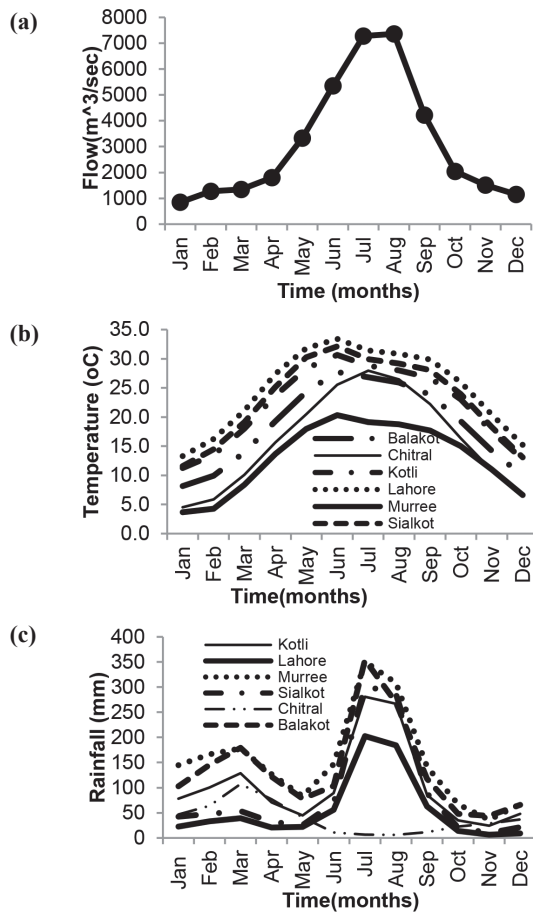 (a)
Flow(m^3/sec)
8000
7000
6000
5000
4000
3000
2000
1000
0
Jan Feb Mar Apr May Jun Jul Aug Sep Oct Nov Dec
Time (months)
(b)
Temperature (oC)
35.0
30.0
25.0
20.0
15.0
10.0
5.0
0.0
Balakot
Chitral
Kotli
Lahore
Murree
Sialkot
Jan Feb Mar Apr May Jun Jul Aug Sep Oct Nov Dec
Time(months)
(c)
Rainfall (mm)
400
350
300
250
200
150
100
50
0
Kotli
Lahore
Murree
Sialkot
Chitral
Balakot
Jan Feb Mar Apr May Jun Jul Aug Sep Oct Nov Dec
Time(months)